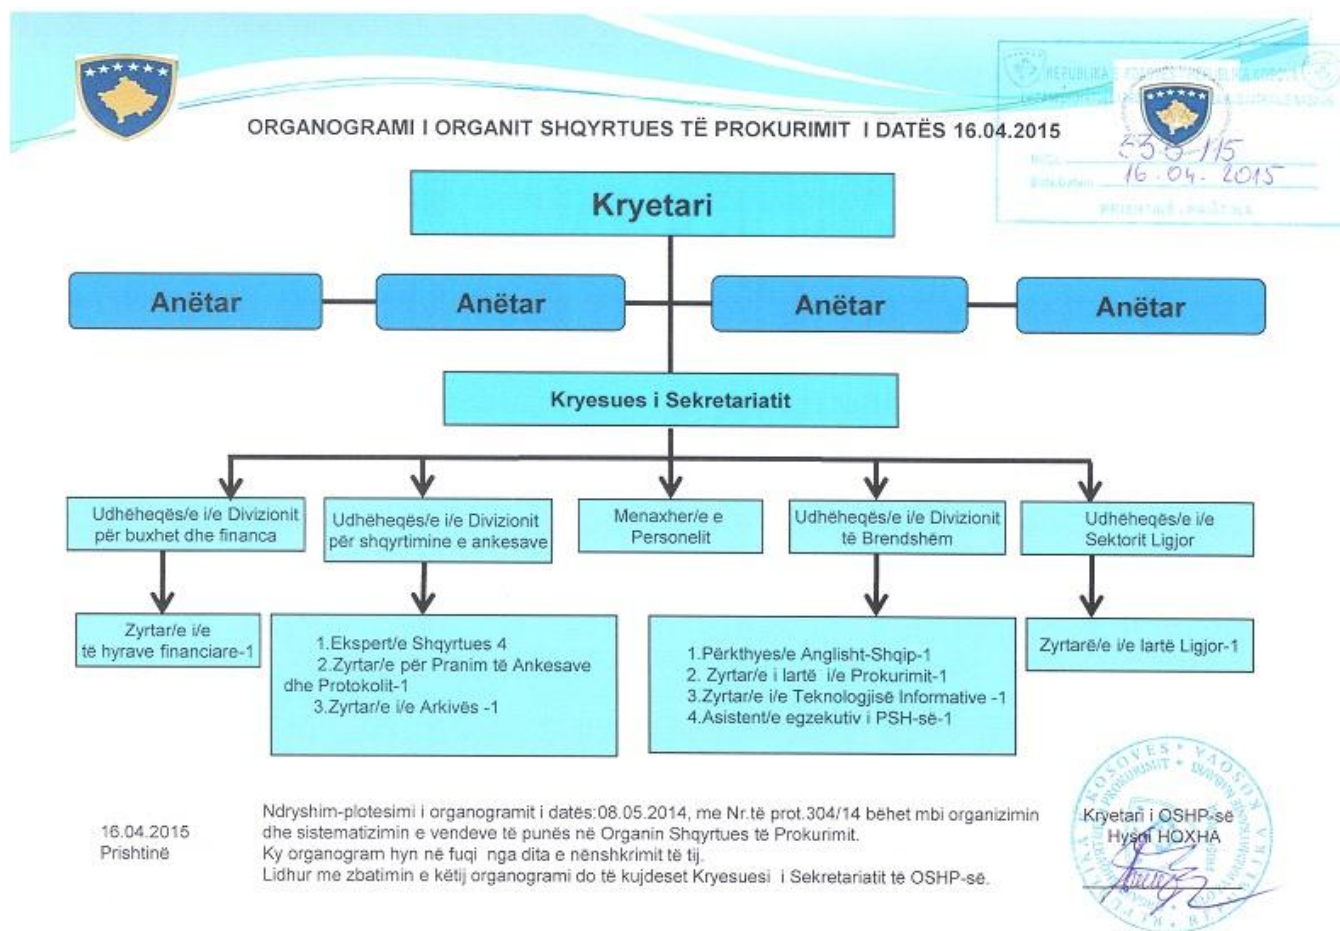 REPUBLIKA E KOSOVËS
ORGANOGRAMI I ORGANIT SHQYRTUES TË PROKURIMIT I DATËS 16.04.2015
16.04.2015
Kryetari
Anëtar
Anëtar
Anëtar
Anëtar
Kryesues i Sekretariatit
Udhëheqës/e i/e Divizionit
për buxhet dhe financa
Udhëheqës/e i/e Divizionit
për shqyrtimine e ankesave
Menaxher/e e
Personelit
Udhëheqës/e i/e Divizionit
të Brendshëm
Udhëheqës/e i/e
Sektorit Ligjor
Zyrtar/e i/e
të hyrave financiare-1
1.Ekspert/e Shqyrtues 4
2.Zyrtar/e për Pranim të Ankesave
dhe Protokolit-1
3.Zyrtar/e i/e Arkivës -1
1.Përkthyes/e Anglisht-Shqip-1
2. Zyrtar/e i lartë i/e Prokurimit-1
3.Zyrtar/e i/e Teknologjisë Informative -1
4.Asistent/e egzekutiv i PSH-së-1
Zyrtarë/e i/e lartë Ligjor-1
16.04.2015
Prishtinë
Ndryshim-plotesimi i organogramit i datës:08.05.2014, me Nr.të prot.304/14 bëhet mbi organizimin
dhe sistematizimin e vendeve të punës në Organin Shqyrtues të Prokurimit.
Ky organogram hyn në fuqi nga dita e nënshkrimit të tij.
Lidhur me zbatimin e këtij organogrami do të kujdeset Kryesuesi i Sekretariatit të OSHP-së.
Kryetari i OSHP-së
Hysni HOXHA